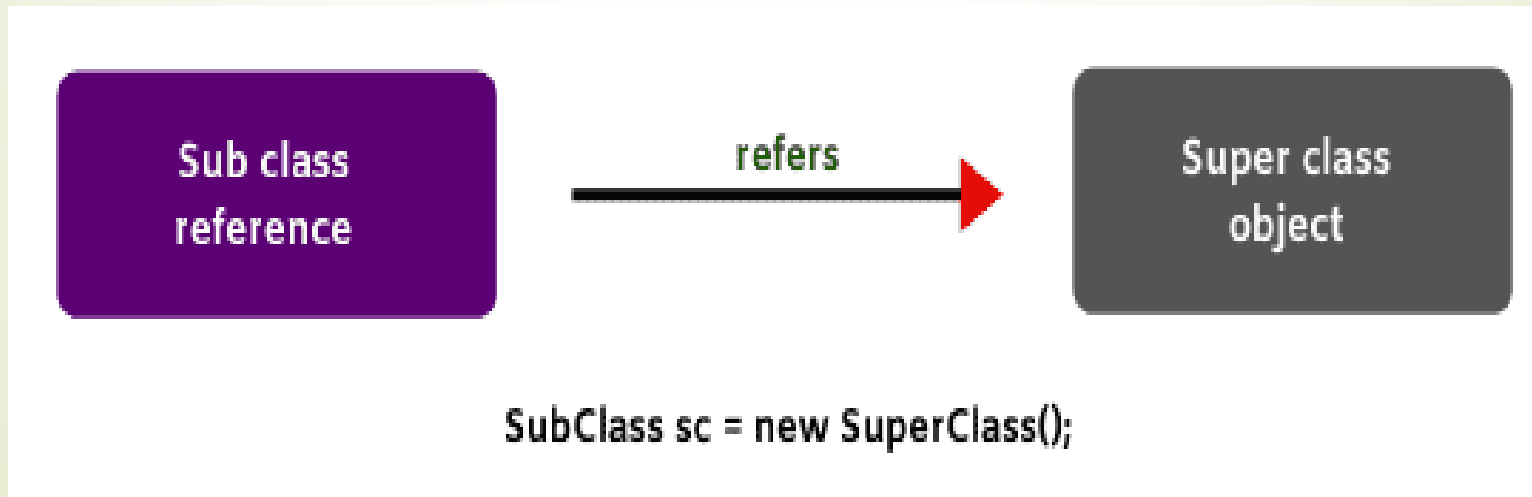 Sub class
reference
refers
Super class
object
SubClass sc = new SuperClass();